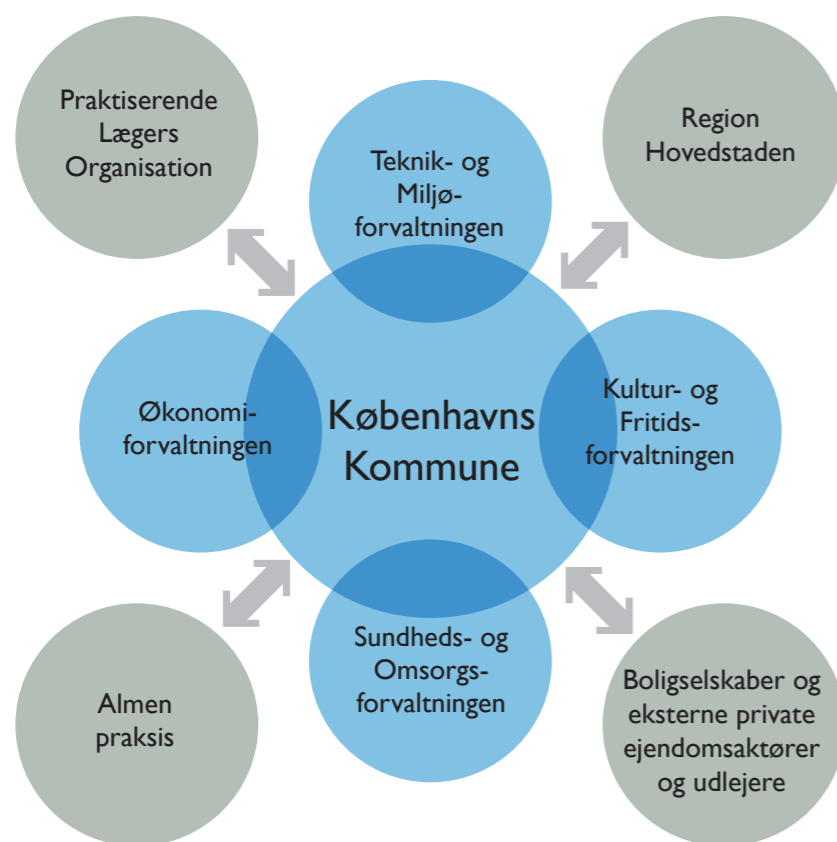 Praktiserende
Lægers
Organisation
Teknik- og
Miljø-
forvaltningen
Region
Hovedstaden
Økonomi-
forvaltningen
Københavns
Kommune
Kultur- og
Fritids-
forvaltningen
Almen
praksis
Sundheds- og
Omsorgs-
forvaltningen
Boligselskaber og
eksterne private
ejendomsaktører
og udlejere